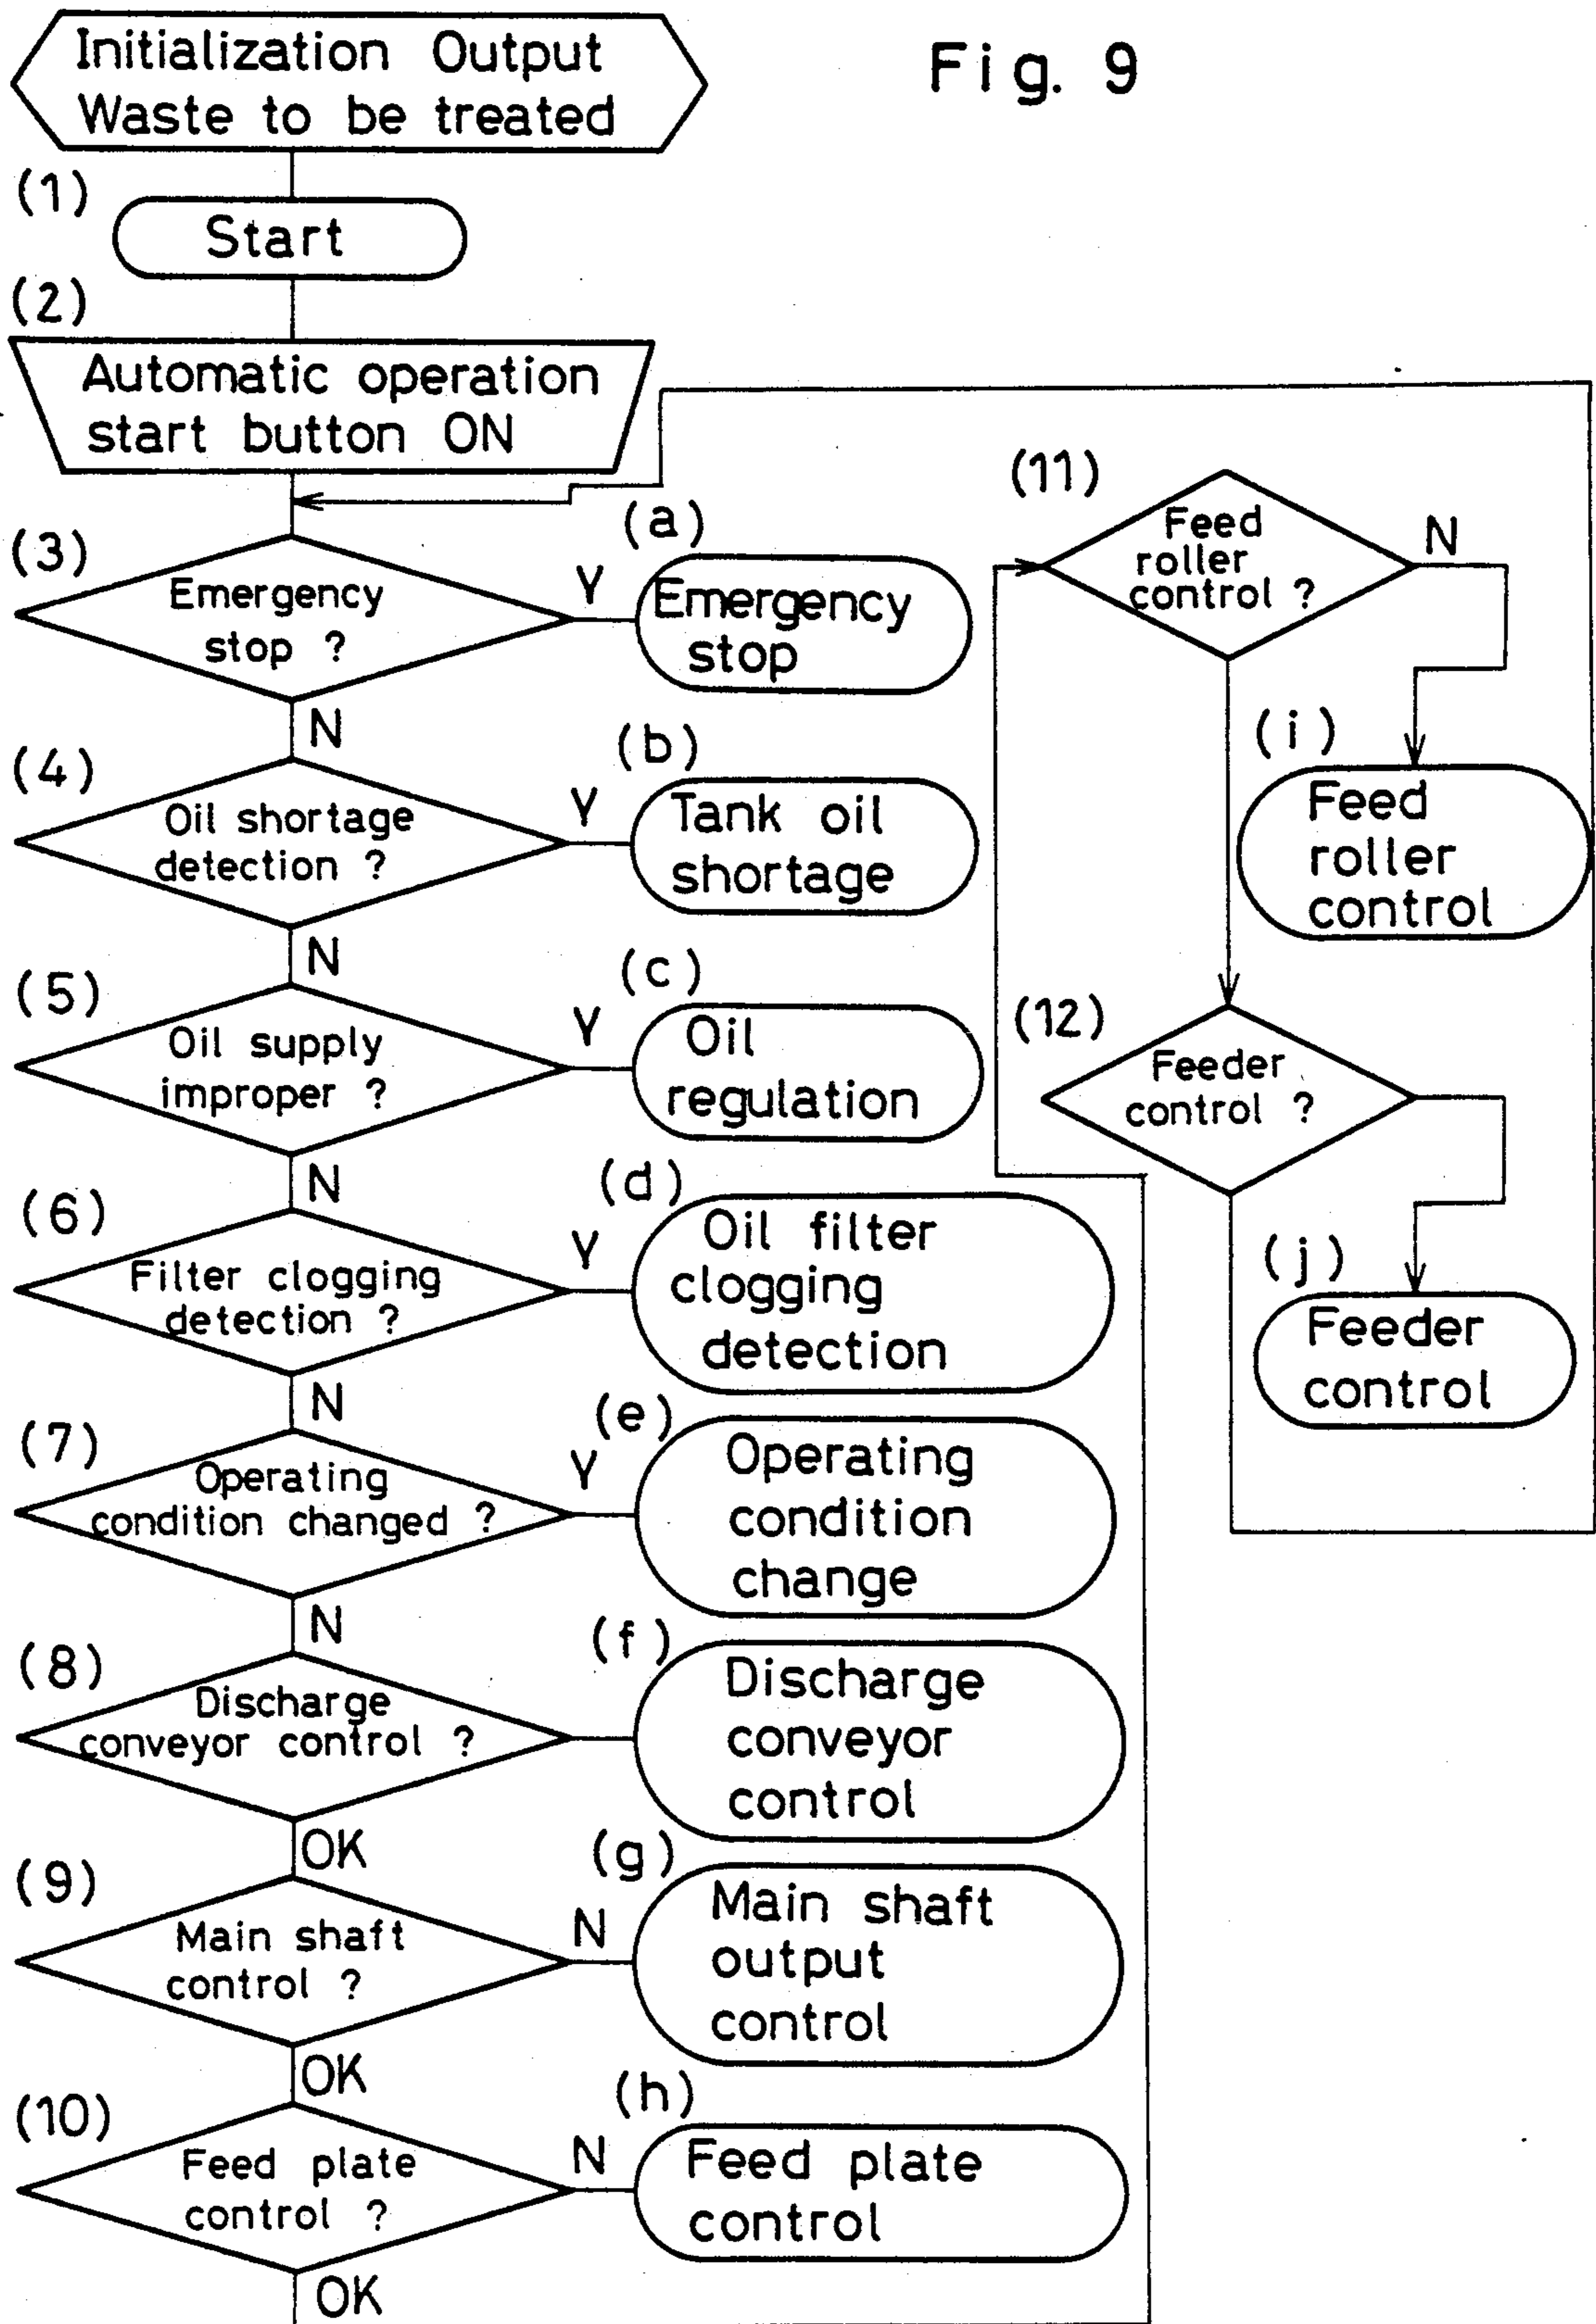 Fig. 9
Initialization Output
Waste to be treated
(1)
Start
(2)
Automatic operation
start button ON
(3)
Emergency
stop ?
Y
(a)
Emergency
stop
N
(4)
Oil shortage
detection ?
Y
(b)
Tank oil
shortage
N
(5)
Oil supply
improper ?
Y
(c)
Oil
regulation
N
(6)
Filter clogging
detection ?
Y
(d)
Oil filter
clogging
detection
N
(7)
Operating
condition changed ?
Y
(e)
Operating
condition
change
N
(8)
Discharge
conveyor control ?
(f)
Discharge
conveyor
control
OK
(9)
Main shaft
control ?
N
(g)
Main shaft
output
control
OK
(10)
Feed plate
control ?
N
(h)
Feed plate
control
OK
(11)
Feed
roller
control ?
N
(i)
Feed
roller
control
(12)
Feeder
control ?
(j)
Feeder
control